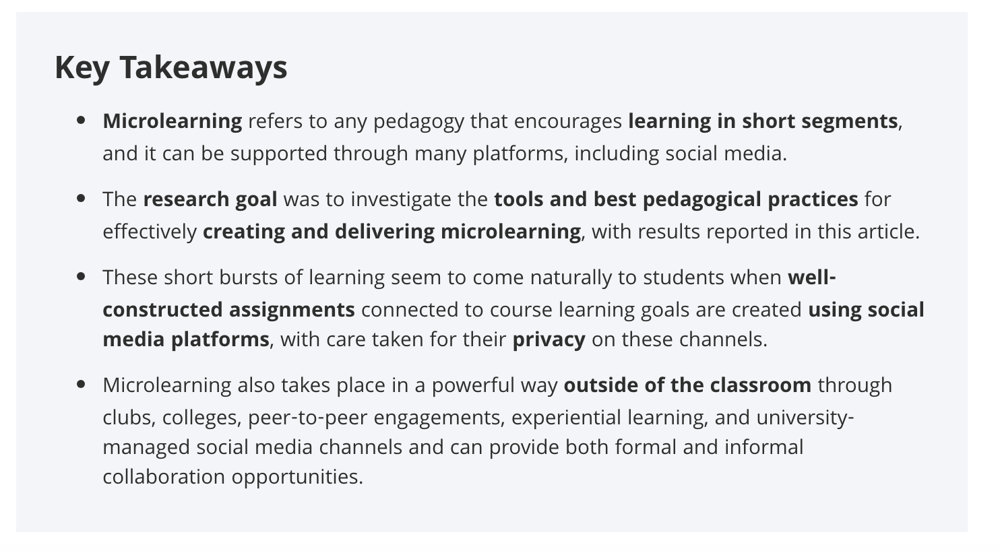 Key Takeaways
• Microlearning refers to any pedagogy that encourages learning in short segments,
and it can be supported through many platforms, including social media.
• The research goal was to investigate the tools and best pedagogical practices for
effectively creating and delivering microlearning, with results reported in this article.
• These short bursts of learning seem to come naturally to students when well-
constructed assignments connected to course learning goals are created using social
media platforms, with care taken for their privacy on these channels.
• Microlearning also takes place in a powerful way outside of the classroom through
clubs, colleges, peer-to-peer engagements, experiential learning, and university-
managed social media channels and can provide both formal and informal
collaboration opportunities.